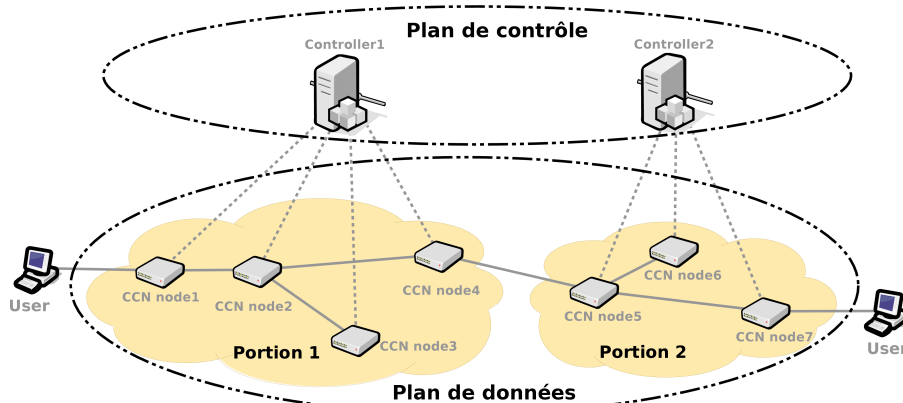 Plan de contrôle
Controller1
Controller2
CCN node1
CCN node2
CCN node3
CCN node4
CCN node5
CCN node6
CCN node7
User
User
Portion 1
Portion 2
Plan de données